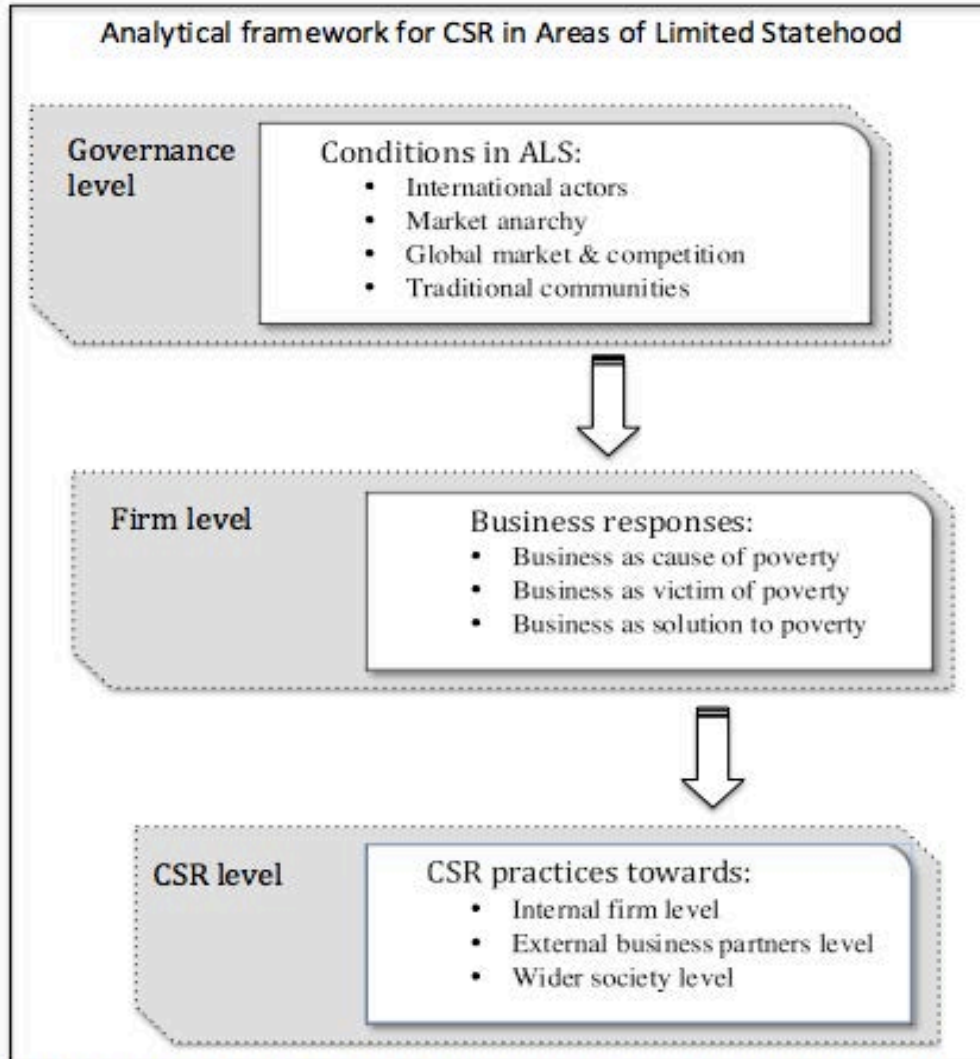 Analytical framework for CSR in Areas of Limited Statehood
Governance
level
Conditions in ALS:
• International actors
• Market anarchy
• Global market & competition
• Traditional communities
Firm level
Business responses:
• Business as cause of poverty
• Business as victim of poverty
• Business as solution to poverty
CSR level
CSR practices towards:
• Internal firm level
• External business partners level
• Wider society level